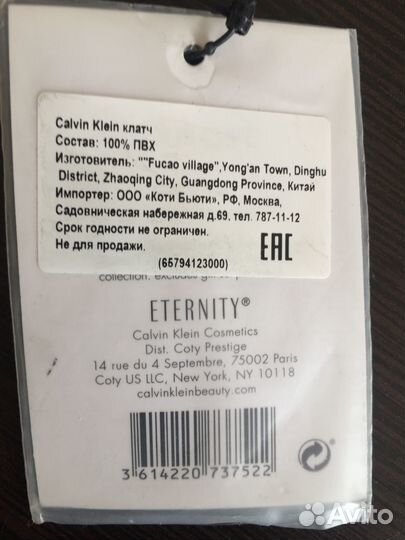 Calvin Klein клатч
Состав: 100% ПВХ
Изготовитель: ""Fucao village",Yong'an Town, Dinghu
District, Zhaoqing City, Guangdong Province, Китай
Импортер: ООО «Коти Бьюти», РФ, Москва,
Садовническая набережная д.69. тел. 787-11-12
Срок годности не ограничен.
Не для продажи.
EAC
(65794123000)
collection. excludes
ETERNITY®
Calvin Klein Cosmetics
Dist. Coty Prestige
14 rue du 4 Septembre, 75002 Paris
Coty US LLC, New York, NY 10118
calvinkleinbeauty.com
3 614220 737522
Avito